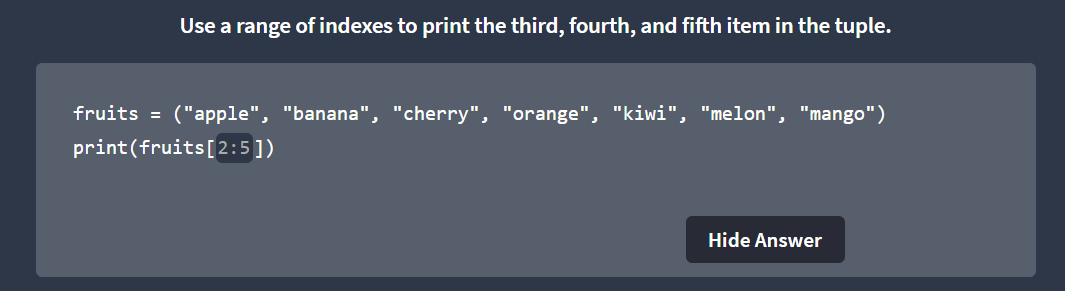 Use a range of indexes to print the third, fourth, and fifth item in the tuple.
fruits = ("apple", "banana", "cherry", "orange", "kiwi", "melon", "mango")
print(fruits[2:5])
Hide Answer